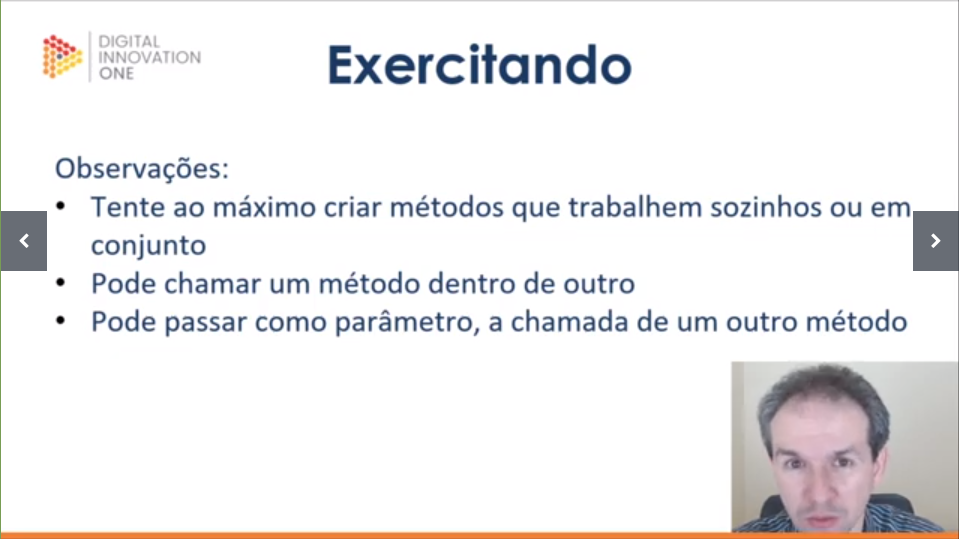 DIGITAL
INNOVATION
ONE
Exercitando
Observações:
• Tente ao máximo criar métodos que trabalhem sozinhos ou em
conjunto
• Pode chamar um método dentro de outro
• Pode passar como parâmetro, a chamada de um outro método